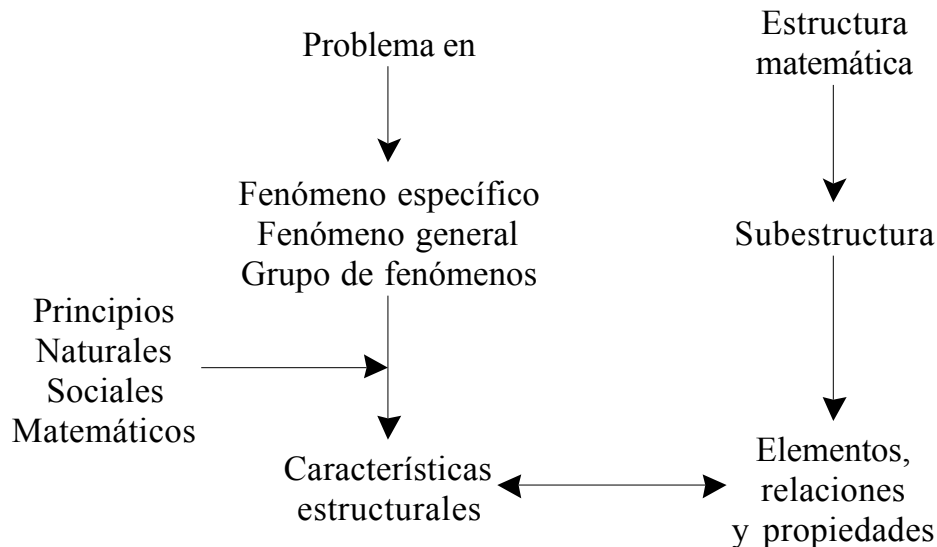 Problema en
Estructura
matemática
Fenómeno específico
Fenómeno general
Grupo de fenómenos
Subestructura
Principios
Naturales
Sociales
Matemáticos
Características
estructurales
Elementos,
relaciones
y propiedades